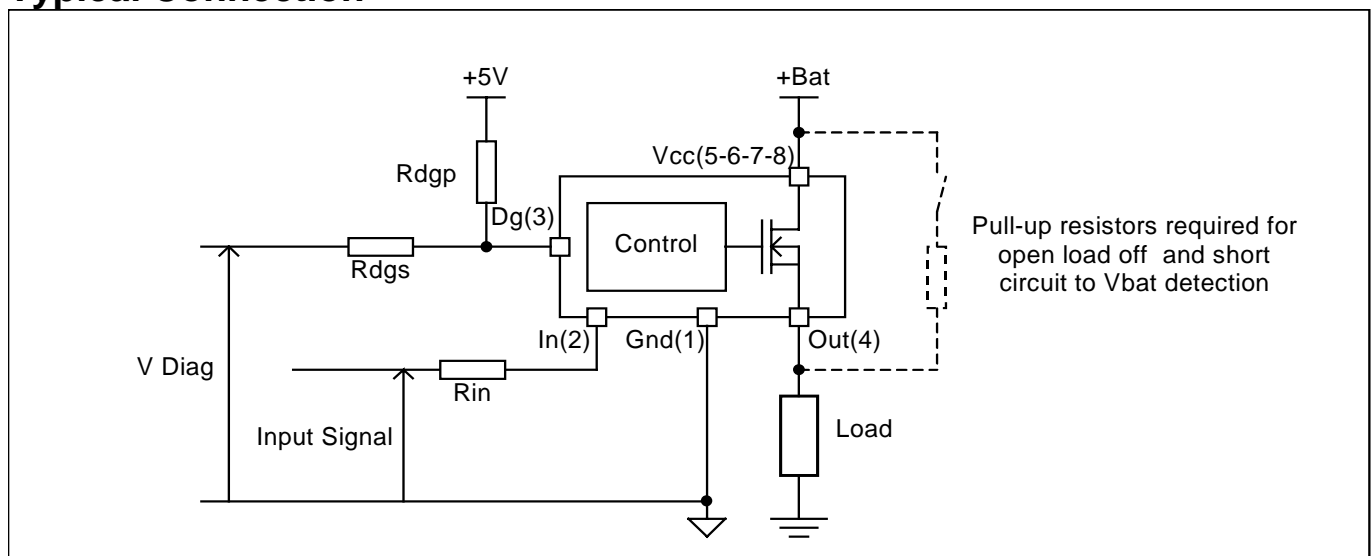 Typical Connection
+5V
+Bat
Vcc(5-6-7-8)
Rdgp
Dg(3)
Control
Rdgs
Pull-up resistors required for
open load off and short
circuit to Vbat detection
In(2)
Gnd(1)
Out(4)
V Diag
Rin
Input Signal
Load